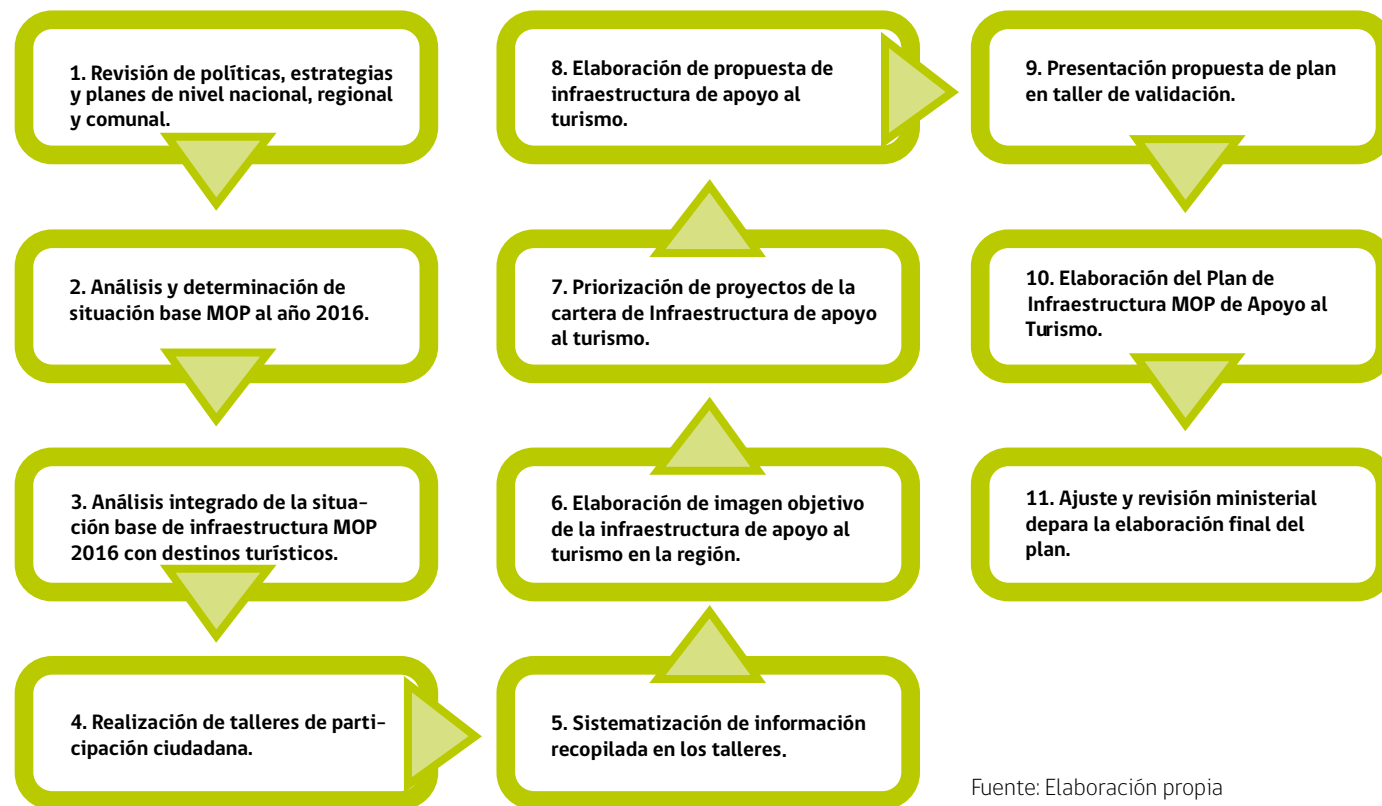 1. Revisión de políticas, estrategias
y planes de nivel nacional, regional
y comunal.
2. Análisis y determinación de
situación base MOP al año 2016.
3. Análisis integrado de la situa-
ción base de infraestructura MOP
2016 con destinos turísticos.
4. Realización de talleres de parti-
cipación ciudadana.
5. Sistematización de información
recopilada en los talleres.
6. Elaboración de imagen objetivo
de la infraestructura de apoyo al
turismo en la región.
7. Priorización de proyectos de la
cartera de Infraestructura de apoyo
al turismo.
8. Elaboración de propuesta de
infraestructura de apoyo al
turismo.
9. Presentación propuesta de plan
en taller de validación.
10. Elaboración del Plan de
Infraestructura MOP de Apoyo al
Turismo.
11. Ajuste y revisión ministerial
depara la elaboración final del
plan.
Fuente: Elaboración propia